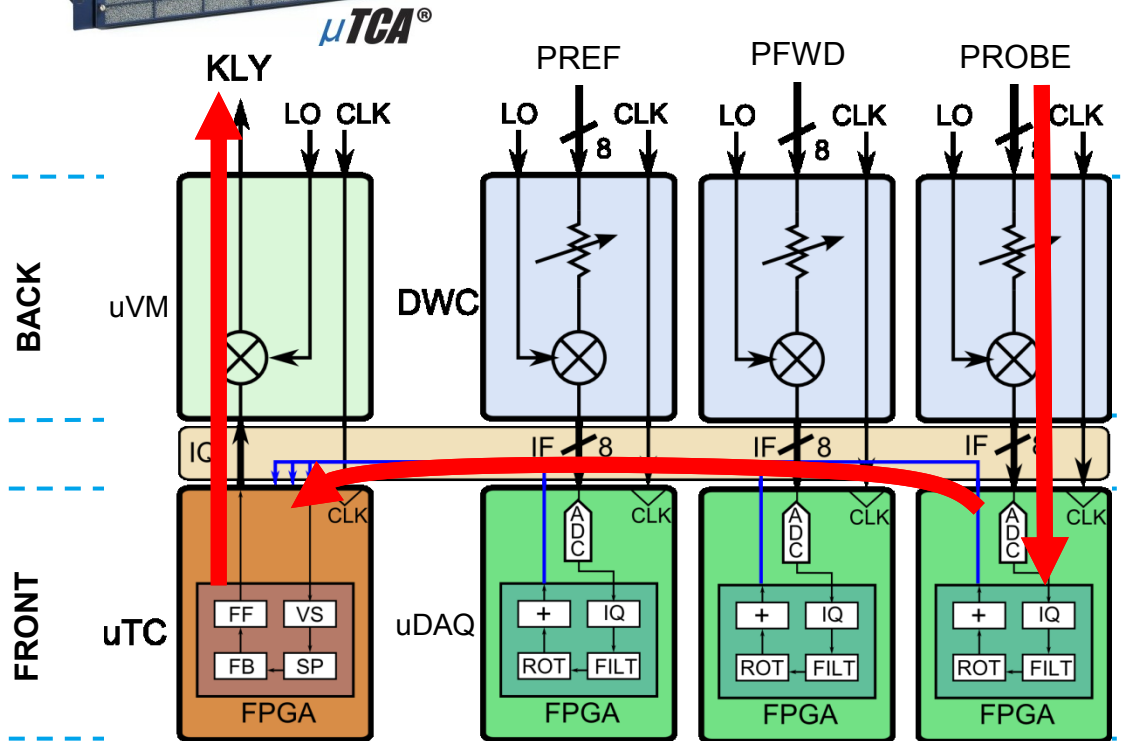 µTCA®
KLY
PREF
PFWD
PROBE
LO
CLK
LO
CLK
LO
CLK
LO
CLK
8
8
8
BACK
uVM
DWC
IQ
IF
8
IF
8
IF
8
FRONT
uTC
CLK
FF
VS
FB
SP
FPGA
uDAQ
ADC
CLK
+
IQ
ROT
FILT
FPGA
ADC
CLK
+
IQ
ROT
FILT
FPGA
ADC
CLK
+
IQ
ROT
FILT
FPGA